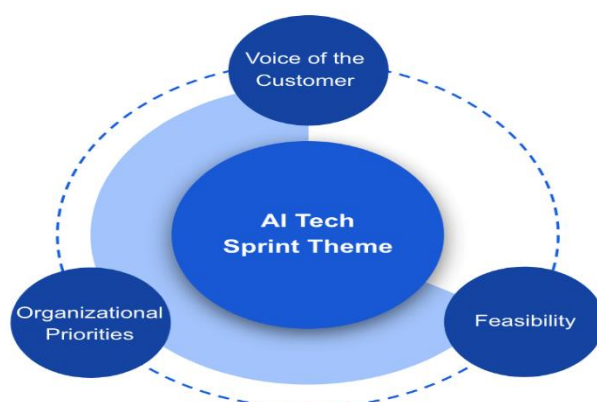 Voice of the
Customer
AI Tech
Sprint Theme
Organizational
Priorities
Feasibility